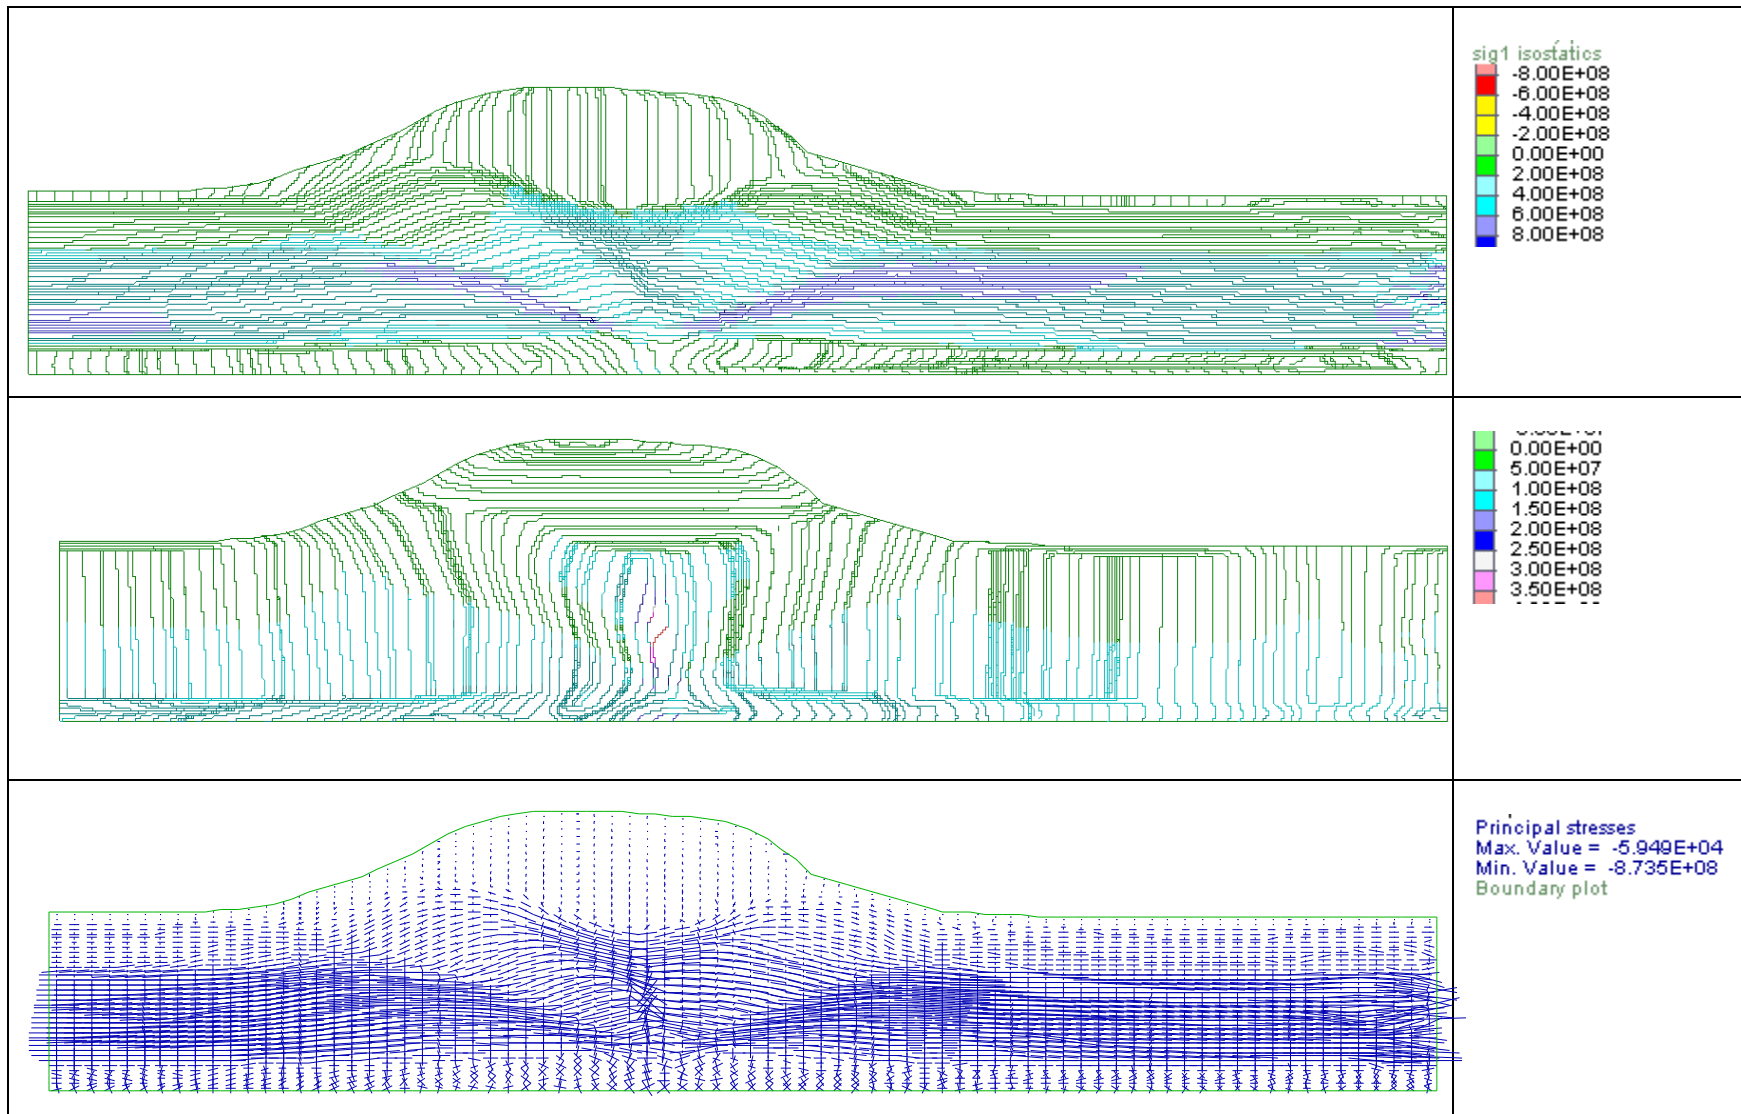 sig1 isostatics
-8.00E+08
-6.00E+08
-4.00E+08
-2.00E+08
0.00E+00
2.00E+08
4.00E+08
6.00E+08
8.00E+08
0.00E+00
5.00E+07
1.00E+08
1.50E+08
2.00E+08
2.50E+08
3.00E+08
3.50E+08
Principal stresses
Max. Value = -5.949E+04
Min. Value = -8.735E+08
Boundary plot